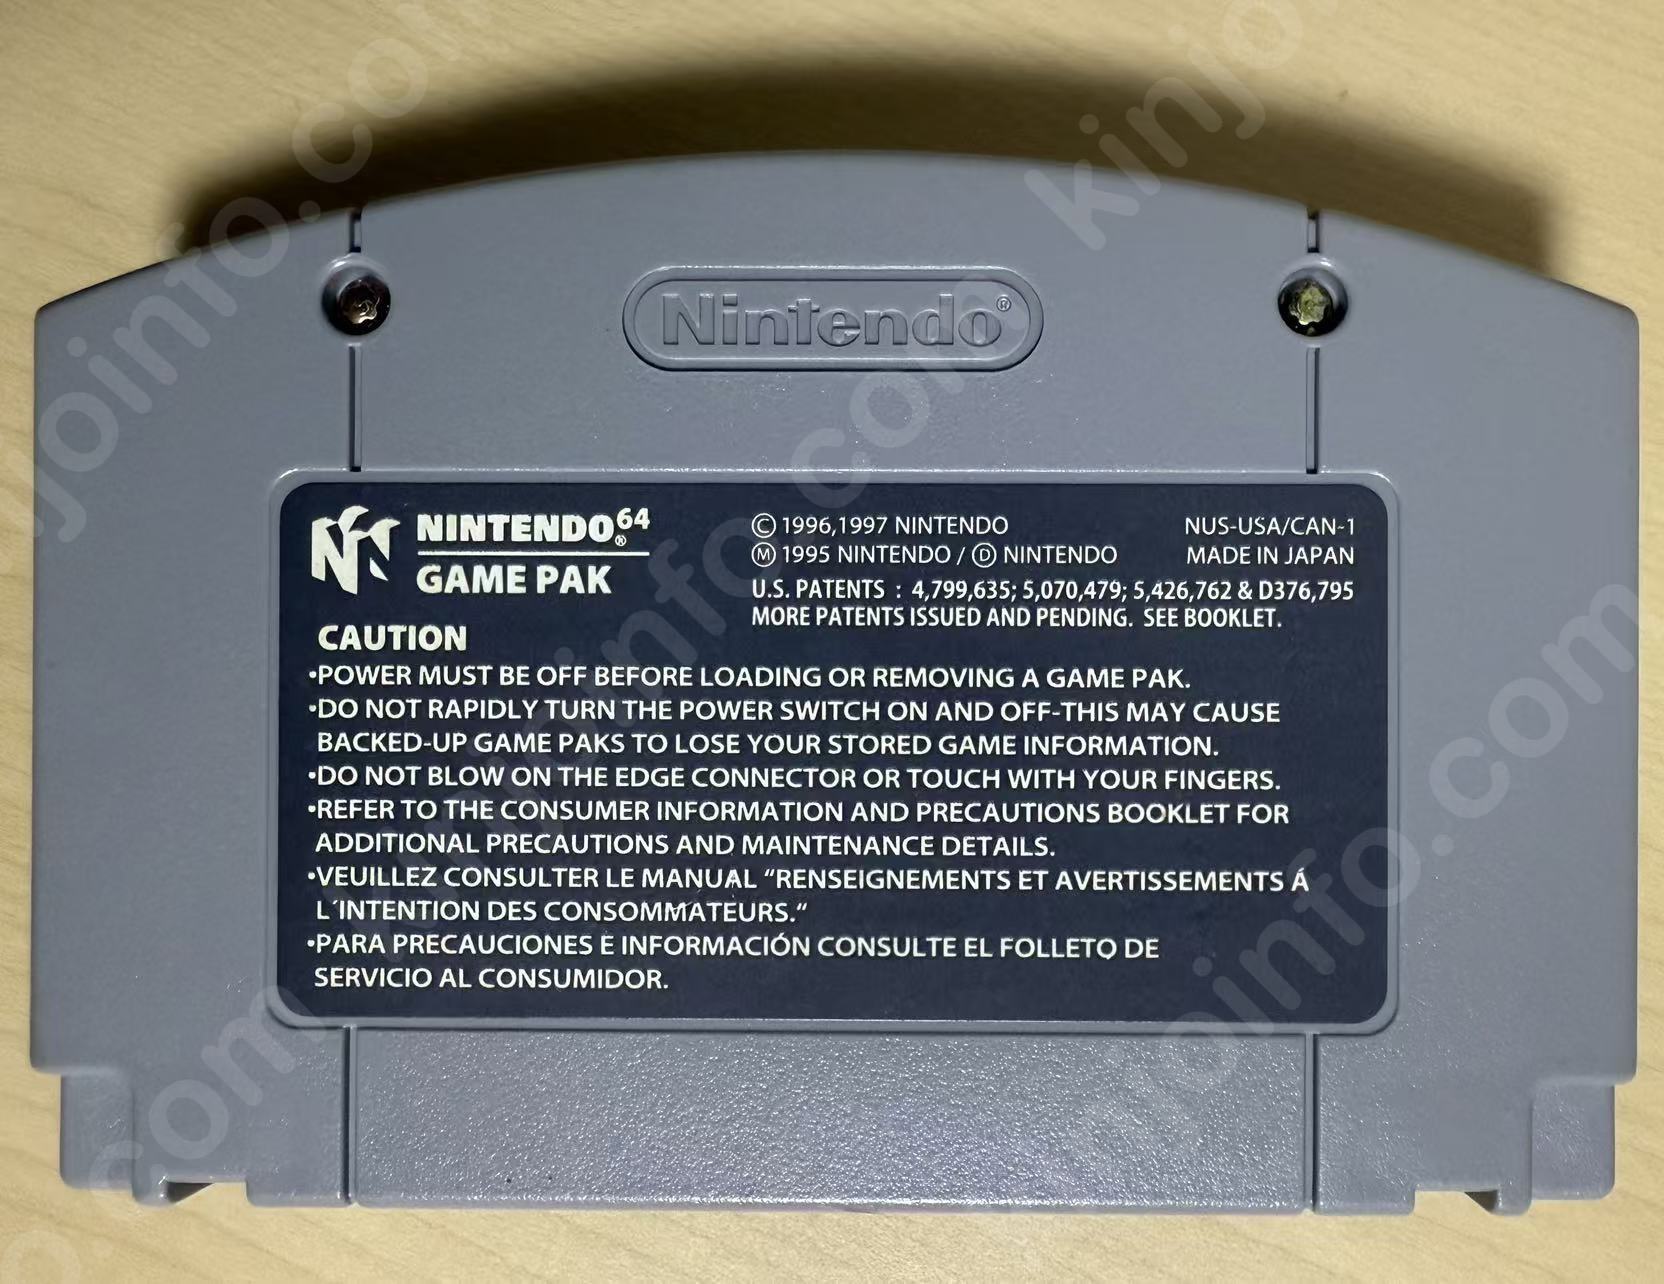 Nintendo®
NINTENDO⁶⁴®
GAME PAK
© 1996,1997 NINTENDO
Ⓜ 1995 NINTENDO / Ⓓ NINTENDO
NUS-USA/CAN-1
MADE IN JAPAN
U.S. PATENTS : 4,799,635; 5,070,479; 5,426,762 & D376,795
MORE PATENTS ISSUED AND PENDING. SEE BOOKLET.
CAUTION
•POWER MUST BE OFF BEFORE LOADING OR REMOVING A GAME PAK.
•DO NOT RAPIDLY TURN THE POWER SWITCH ON AND OFF-THIS MAY CAUSE
BACKED-UP GAME PAKS TO LOSE YOUR STORED GAME INFORMATION.
•DO NOT BLOW ON THE EDGE CONNECTOR OR TOUCH WITH YOUR FINGERS.
•REFER TO THE CONSUMER INFORMATION AND PRECAUTIONS BOOKLET FOR
ADDITIONAL PRECAUTIONS AND MAINTENANCE DETAILS.
•VEUILLEZ CONSULTER LE MANUAL “RENSEIGNEMENTS ET AVERTISSEMENTS Á
L´INTENTION DES CONSOMMATEURS.“
•PARA PRECAUCIONES E INFORMACIÓN CONSULTE EL FOLLETO DE
SERVICIO AL CONSUMIDOR.
kinjoinfo.com